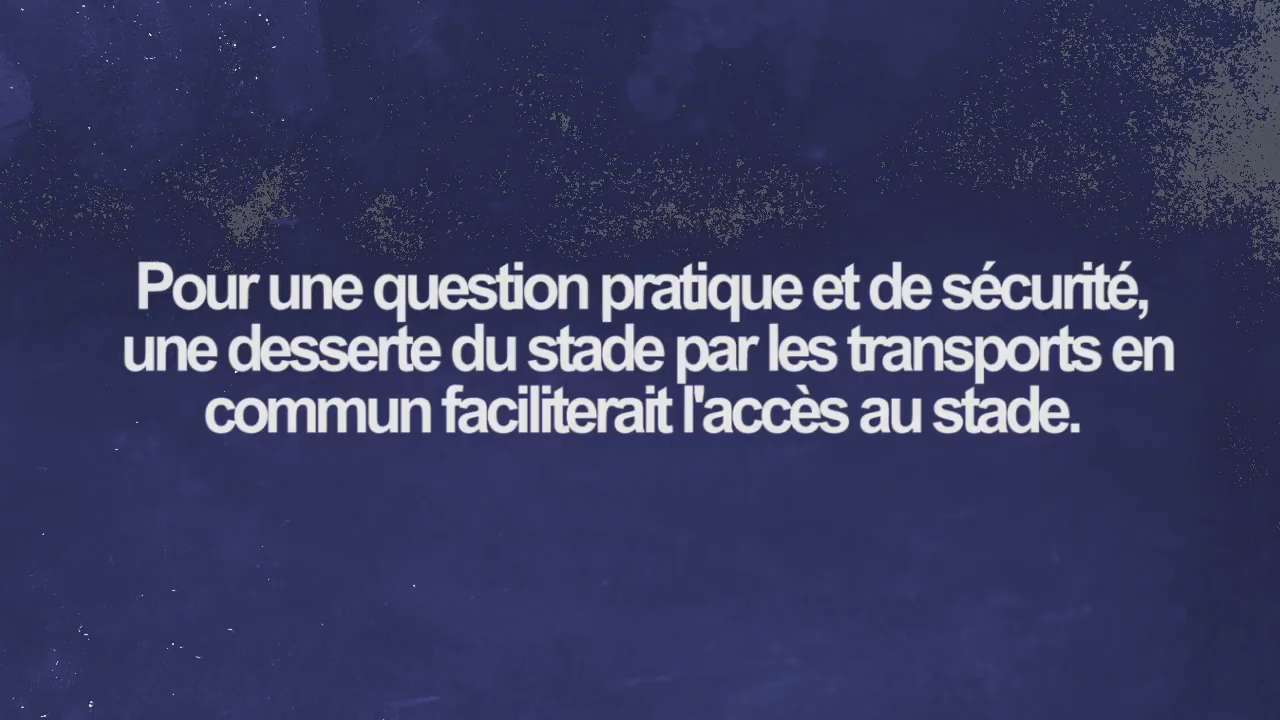 Pour une question pratique et de sécurité,
une desserte du stade par les transports en
commun faciliterait l'accès au stade.